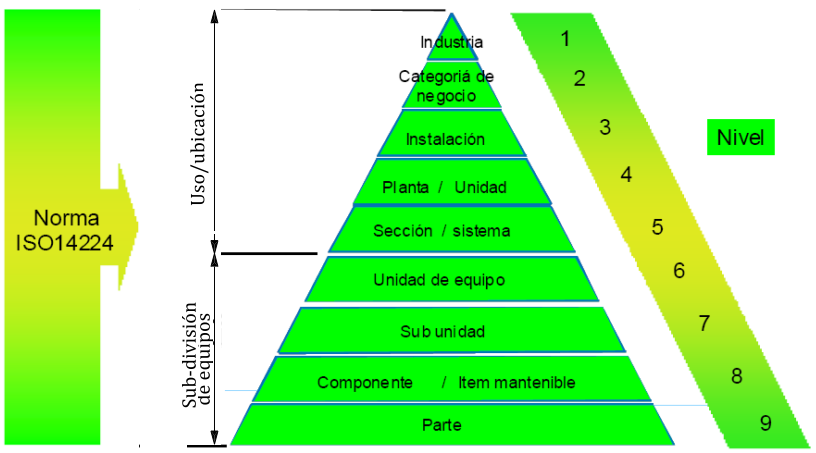 Norma
ISO14224
Uso/ubicación
Sub-división
de equipos
Industria
Categoriá de
negocio
Instalación
Planta / Unidad
Sección / sistema
Unidad de equipo
Sub unidad
Componente / Item mantenible
Parte
1
2
3
4
5
6
7
8
9
Nivel